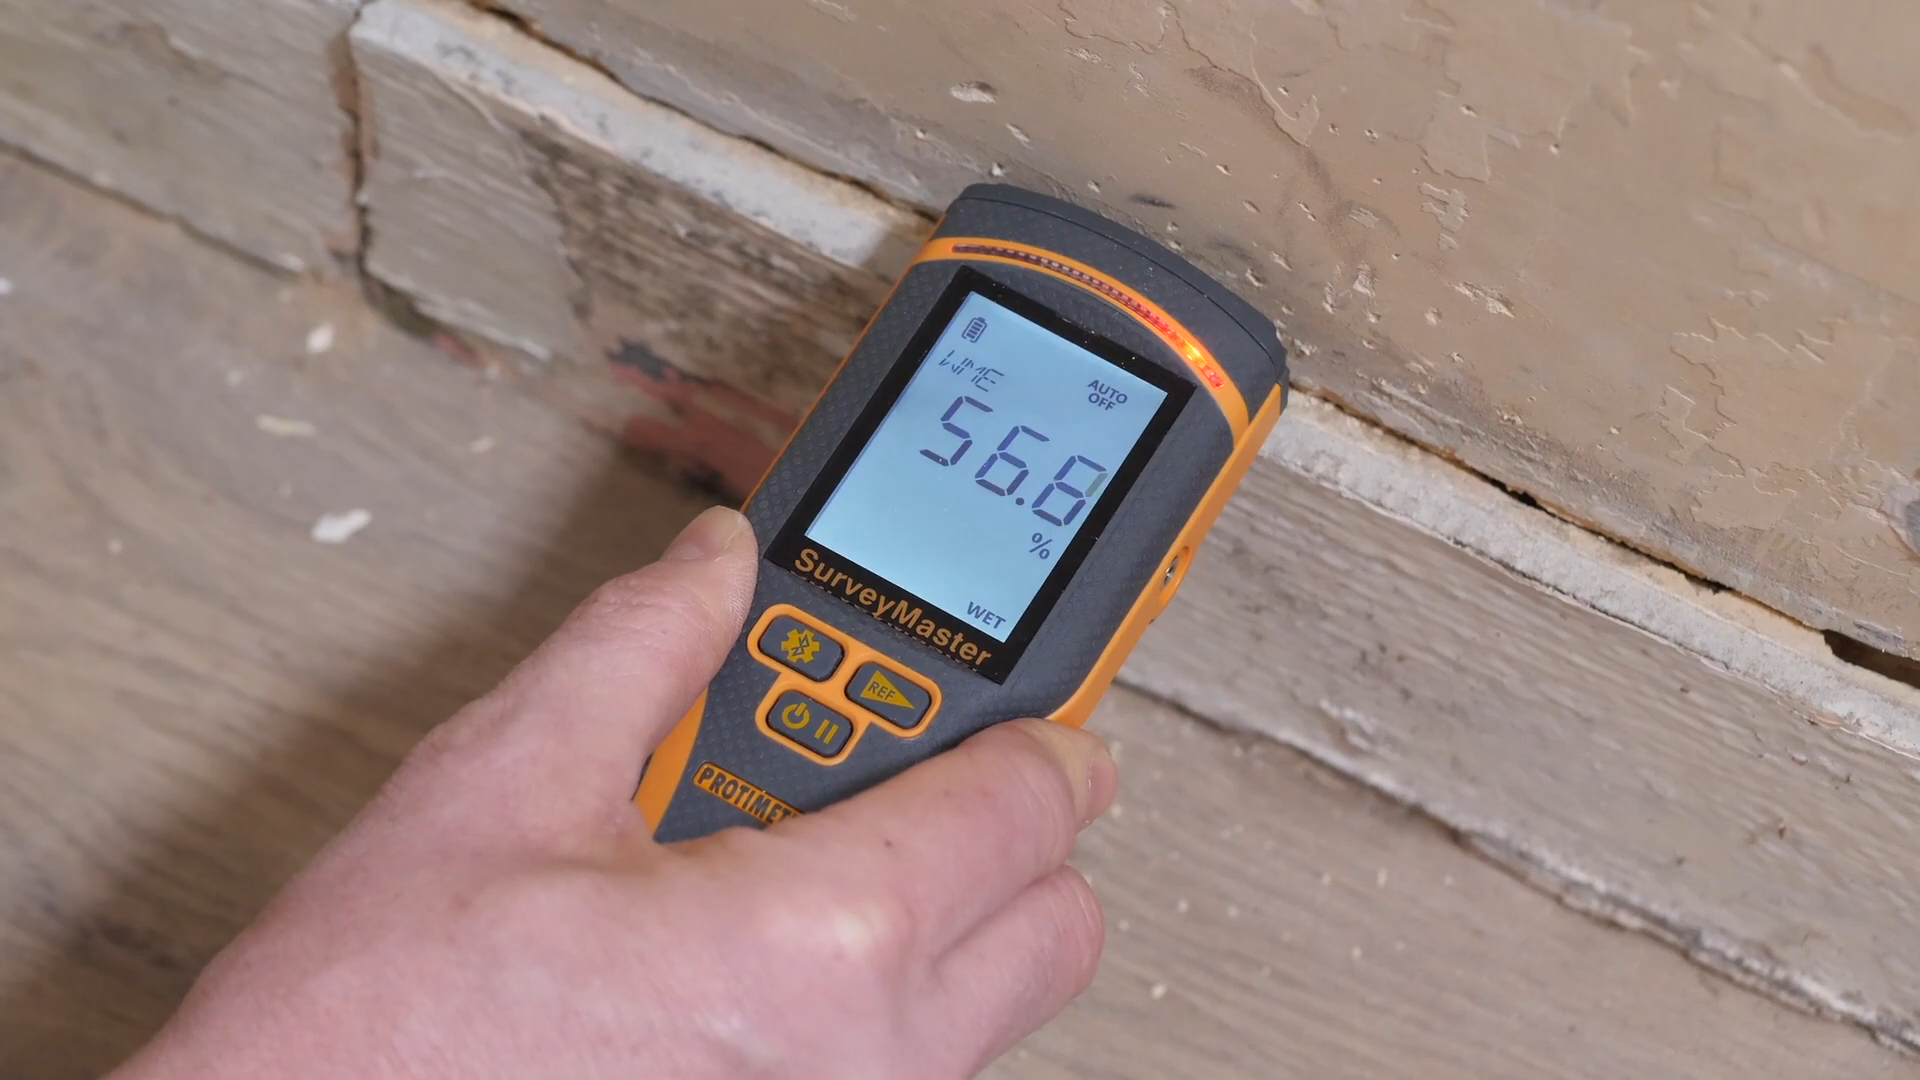 WME
AUTO
OFF
56.8
%
WET
SurveyMaster
REF
PROTIMET